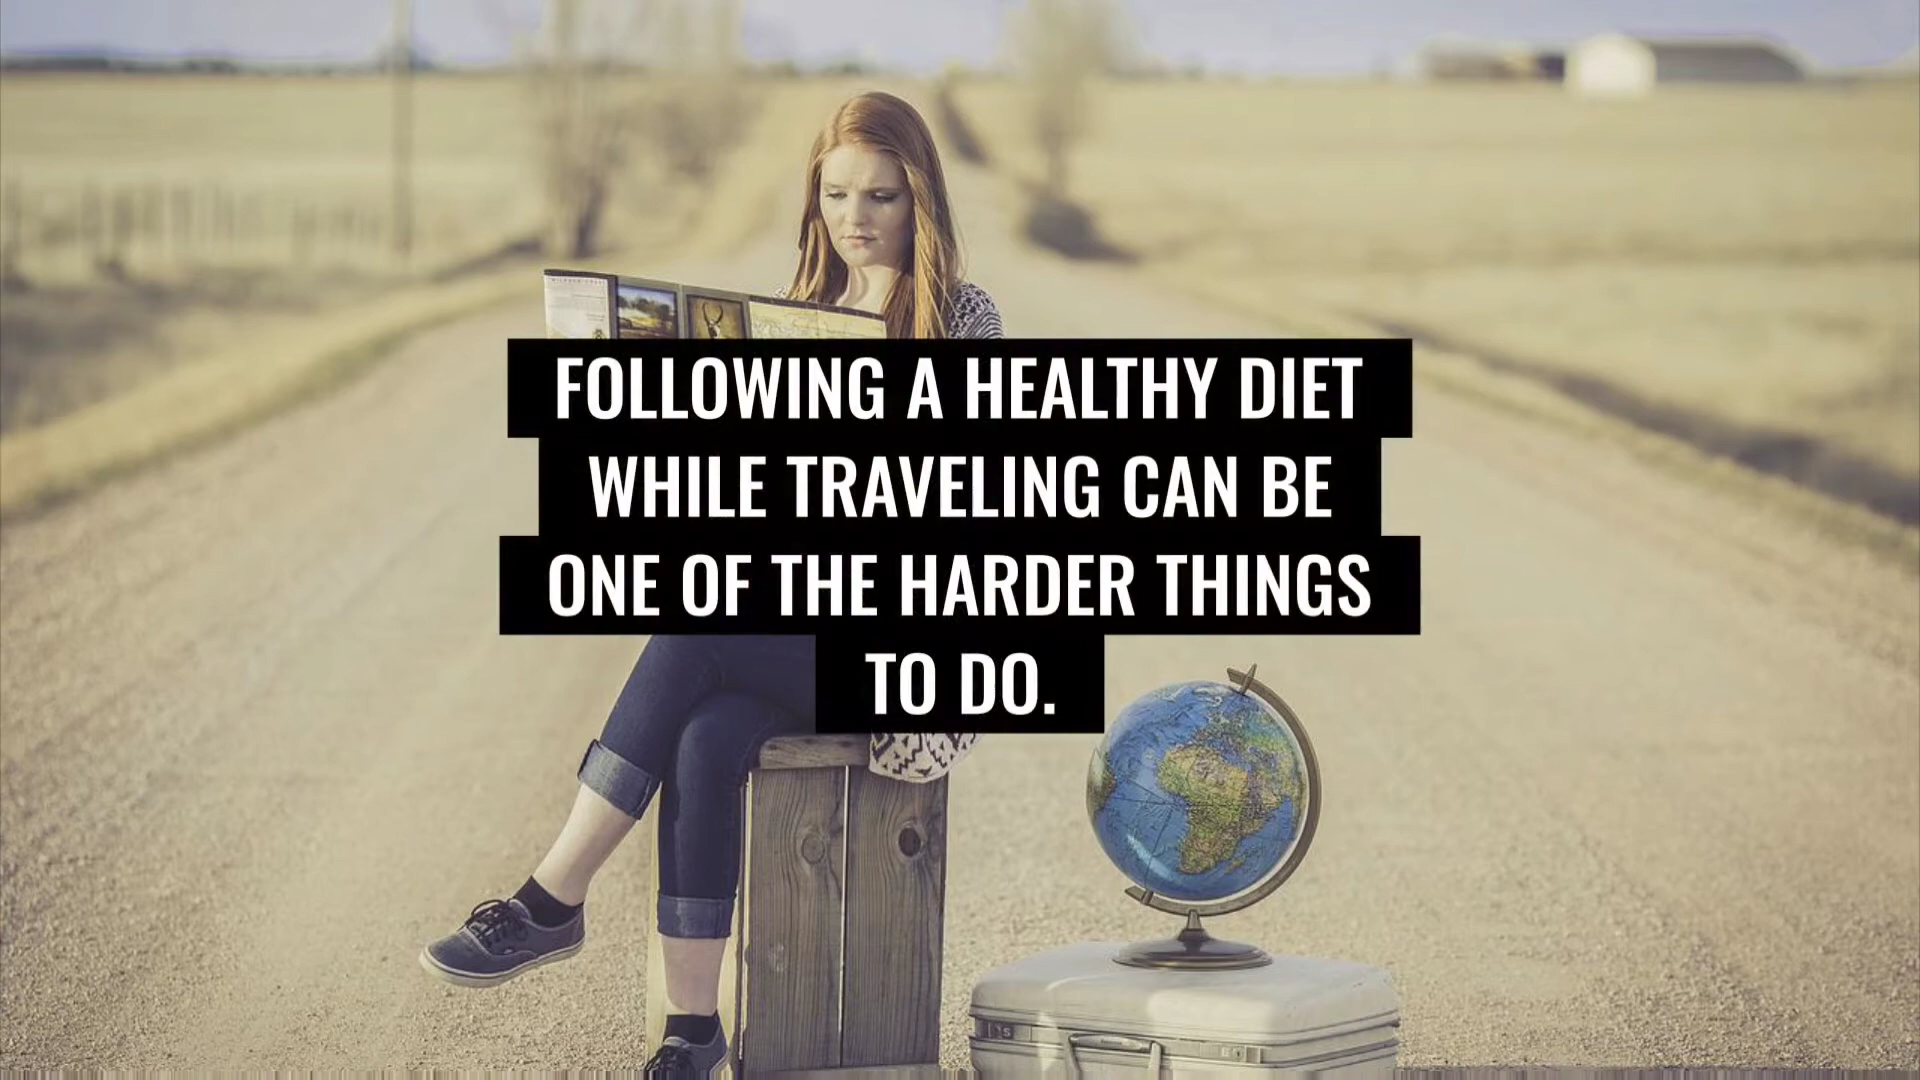 FOLLOWING A HEALTHY DIET
WHILE TRAVELING CAN BE
ONE OF THE HARDER THINGS
TO DO.